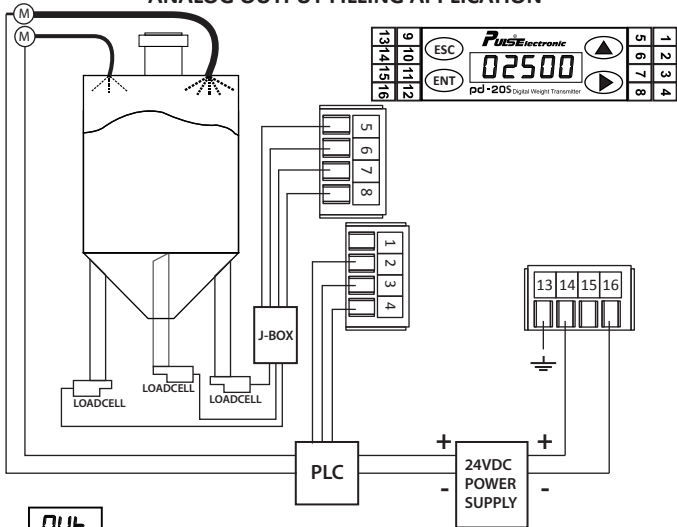 ANALOG OUTPUT FILLING APPLICATION
M
M
13 14 15 16
9 10 11 12
ESC
ENT
PULSElectronic
02500
pd-20S Digital Weight Transmitter
5 6 7 8
1 2 3 4
5
6
7
8
1
2
3
4
13 14 15 16
J-BOX
LOADCELL
LOADCELL
LOADCELL
PLC
+
-
24VDC
POWER
SUPPLY
+
-